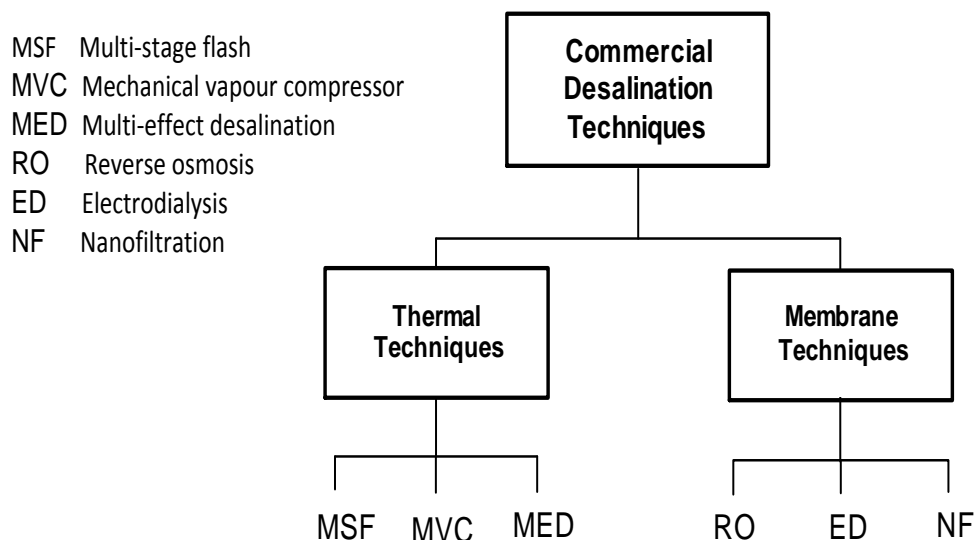 MSF Multi-stage flash
MVC Mechanical vapour compressor
MED Multi-effect desalination
RO Reverse osmosis
ED Electrodialysis
NF Nanofiltration
Commercial
Desalination
Techniques
Thermal
Techniques
Membrane
Techniques
MSF MVC MED RO ED NF